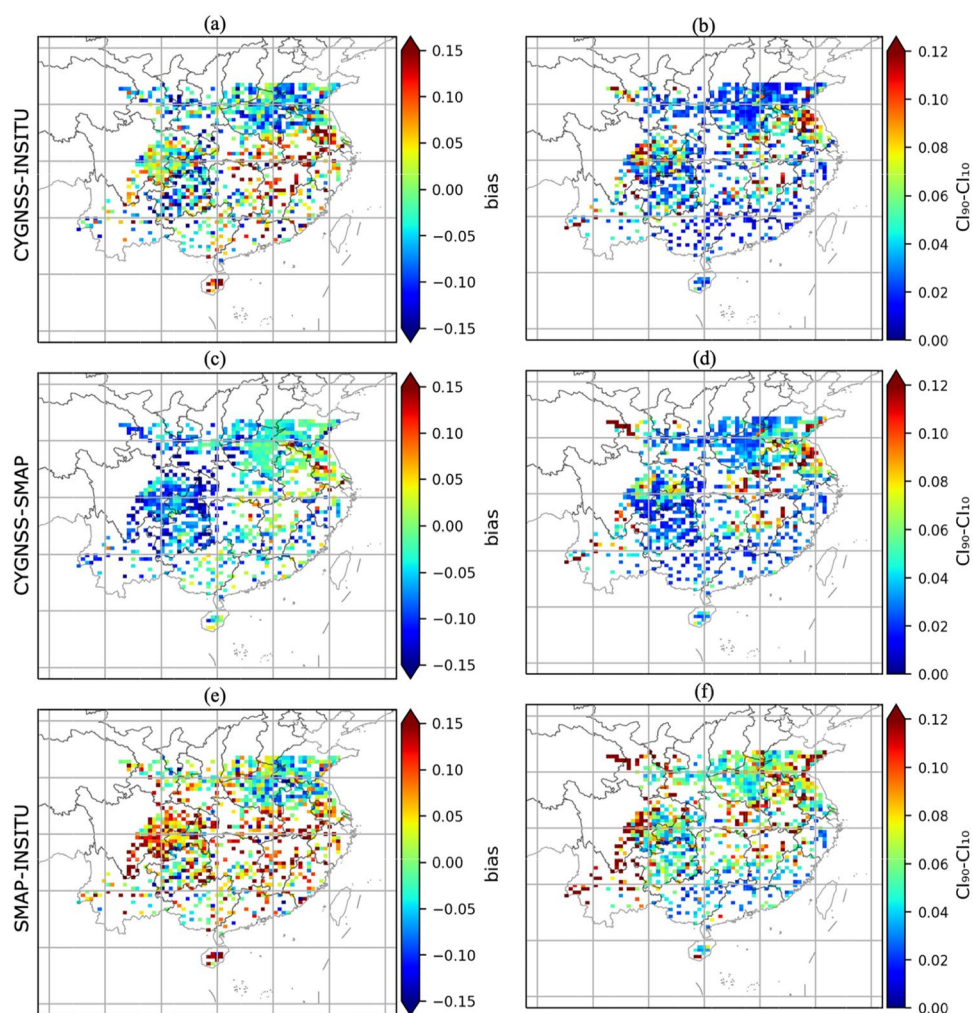 (a)
(b)
CYGNSS-INSITU
0.15
0.10
0.05
0.00
−0.05
−0.10
−0.15
bias
0.12
0.10
0.08
0.06
0.04
0.02
0.00
CI₉₀-CI₁₀
(c)
(d)
CYGNSS-SMAP
0.15
0.10
0.05
0.00
−0.05
−0.10
−0.15
bias
0.12
0.10
0.08
0.06
0.04
0.02
0.00
CI₉₀-CI₁₀
(e)
(f)
SMAP-INSITU
0.15
0.10
0.05
0.00
−0.05
−0.10
−0.15
bias
0.12
0.10
0.08
0.06
0.04
0.02
0.00
CI₉₀-CI₁₀